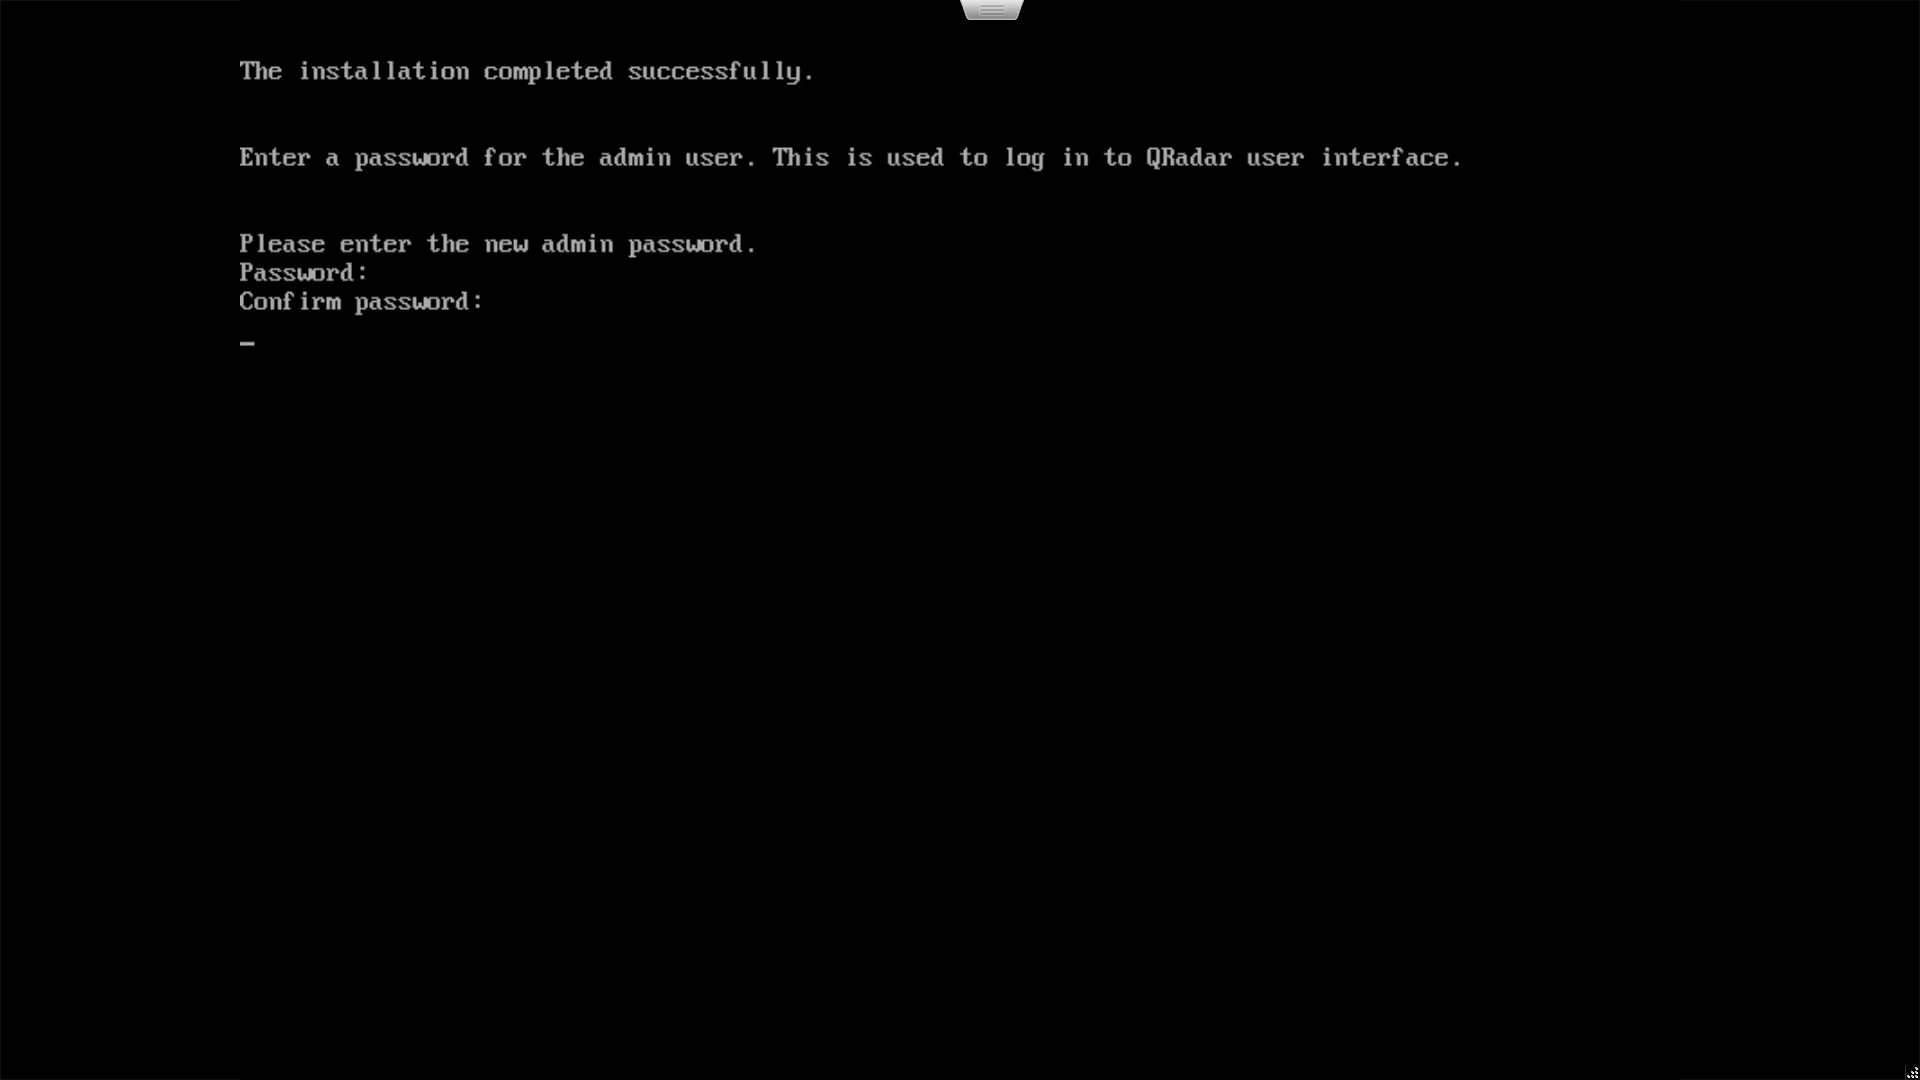 The installation completed successfully.
Enter a password for the admin user. This is used to log in to QRadar user interface.
Please enter the new admin password.
Password:
Confirm password: